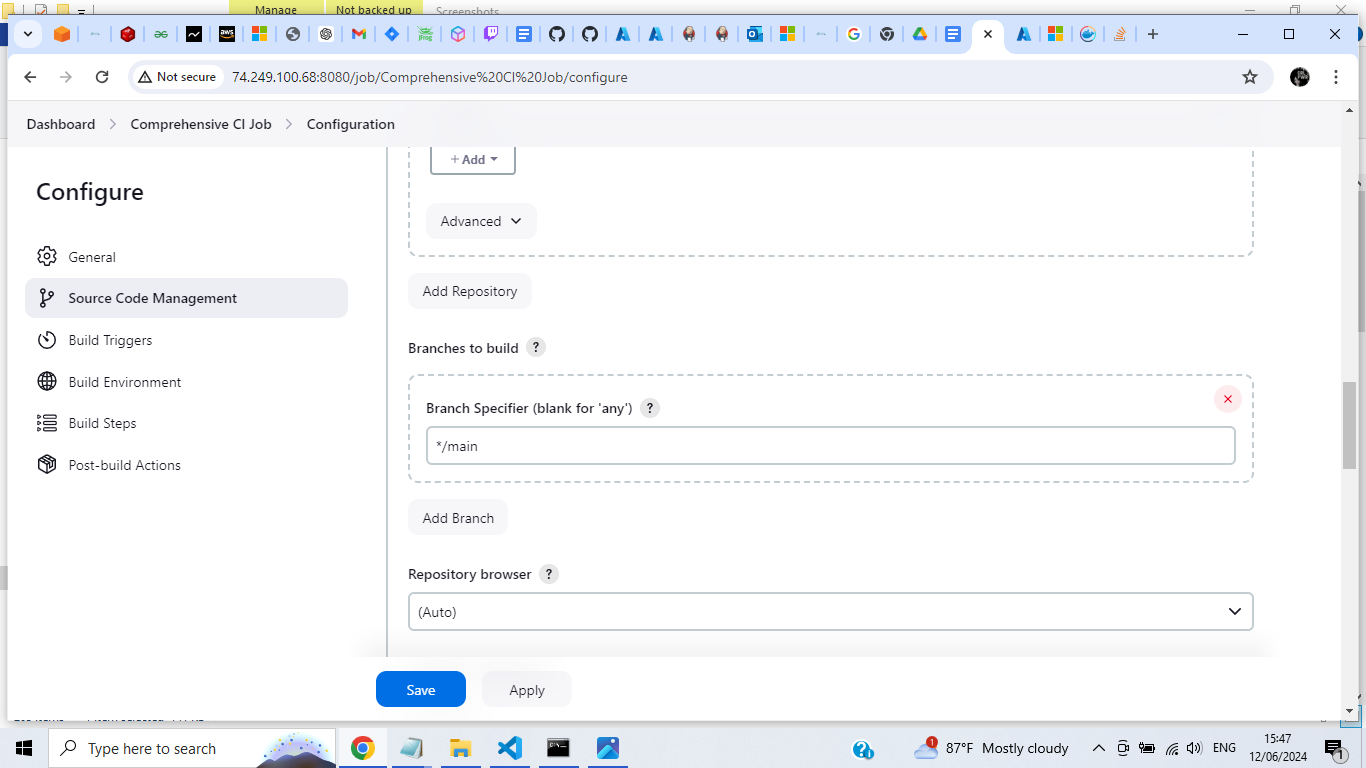 Manage
Not backed up
Screenshots
aws
Not secure
74.249.100.68:8080/job/Comprehensive%20CI%20Job/configure
Dashboard
Comprehensive CI Job
Configuration
Configure
General
Source Code Management
Build Triggers
Build Environment
Build Steps
Post-build Actions
+ Add
Advanced
Add Repository
Branches to build ?
Branch Specifier (blank for 'any') ?
*/main
Add Branch
Repository browser ?
(Auto)
Save
Apply
Type here to search
1
87°F Mostly cloudy
ENG
15:47
12/06/2024
1